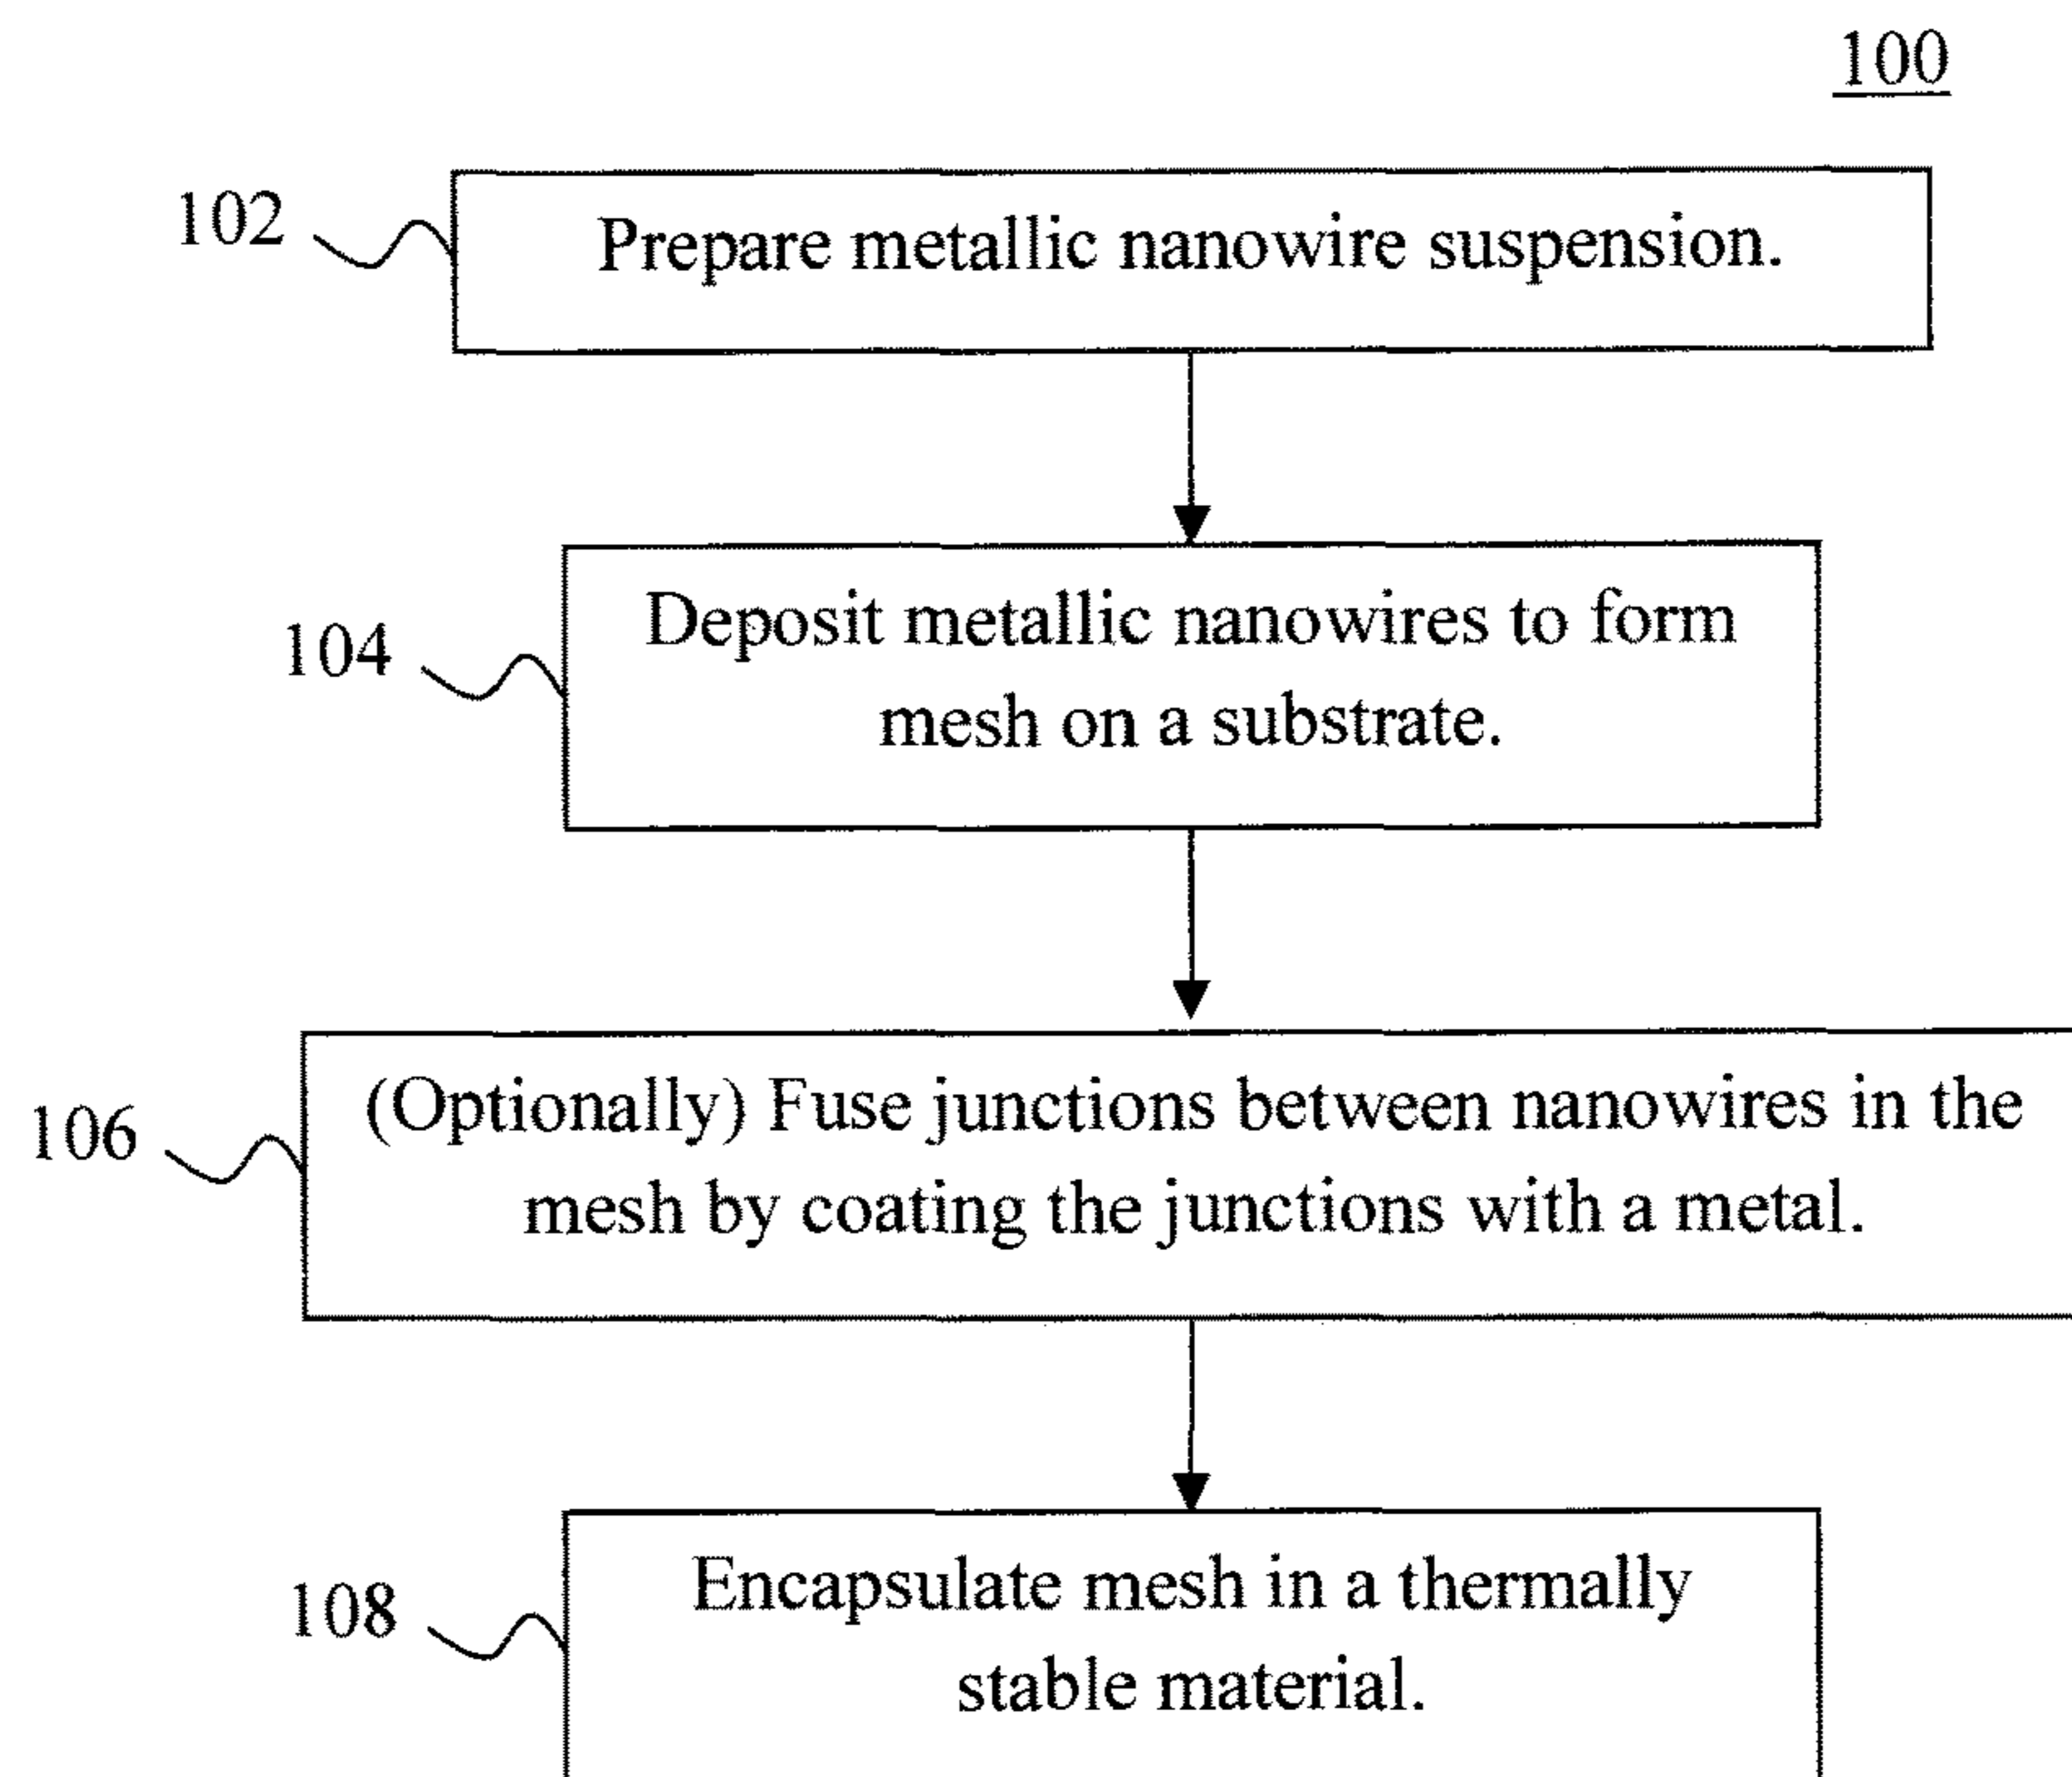 100
102
Prepare metallic nanowire suspension.
104
Deposit metallic nanowires to form
mesh on a substrate.
106
(Optionally) Fuse junctions between nanowires in the
mesh by coating the junctions with a metal.
108
Encapsulate mesh in a thermally
stable material.